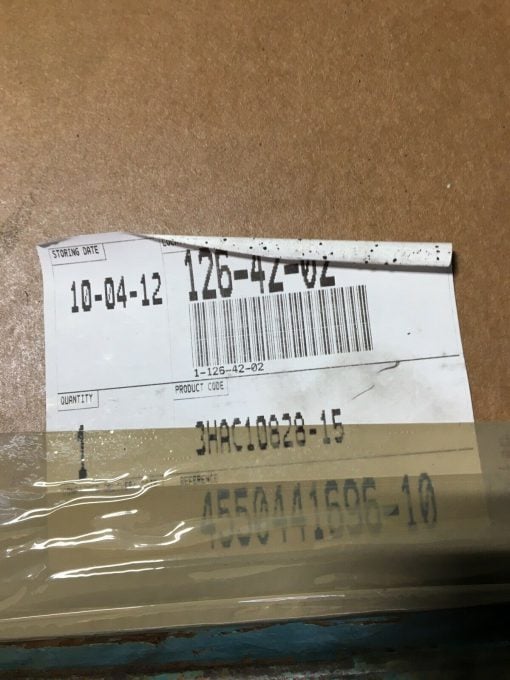 STORING DATE
10-04-12
126-42-02
1-126-42-02
QUANTITY
PRODUCT CODE
1
3HAC10828-15
REFERENCE
4550441696-10